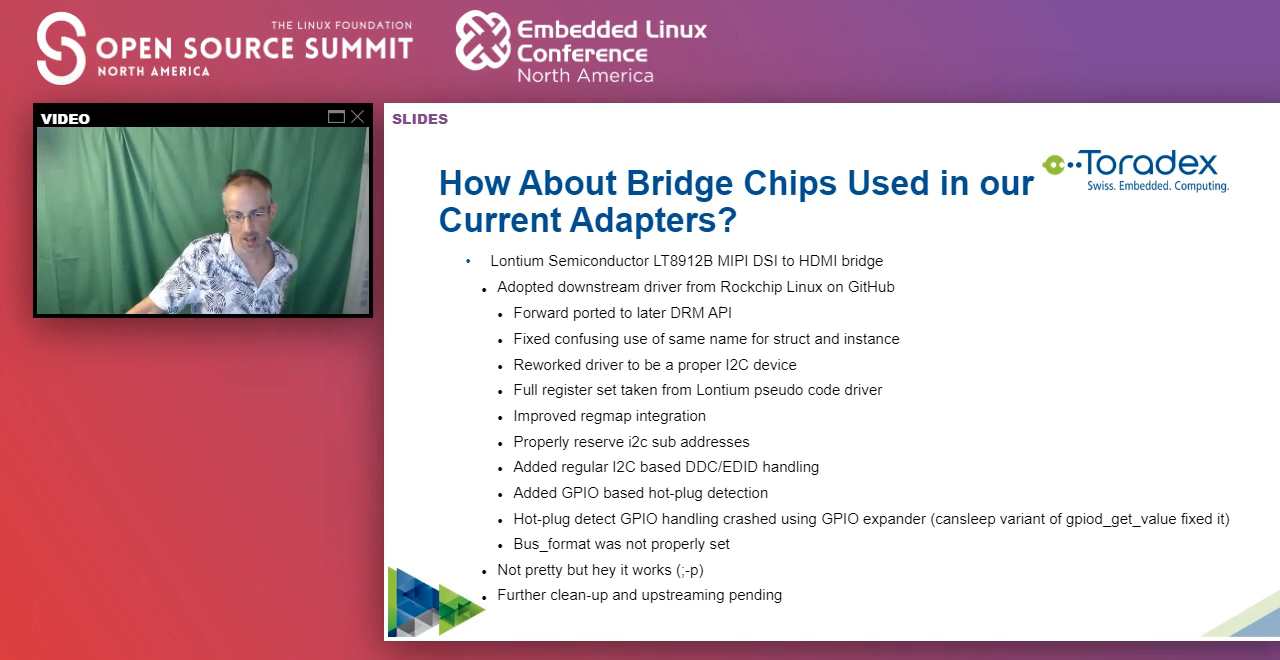 THE LINUX FOUNDATION
OPEN SOURCE SUMMIT
NORTH AMERICA
Embedded Linux
Conference
North America
VIDEO
SLIDES
Toradex
Swiss. Embedded. Computing.
How About Bridge Chips Used in our
Current Adapters?
• Lontium Semiconductor LT8912B MIPI DSI to HDMI bridge
• Adopted downstream driver from Rockchip Linux on GitHub
• Forward ported to later DRM API
• Fixed confusing use of same name for struct and instance
• Reworked driver to be a proper I2C device
• Full register set taken from Lontium pseudo code driver
• Improved regmap integration
• Properly reserve i2c sub addresses
• Added regular I2C based DDC/EDID handling
• Added GPIO based hot-plug detection
• Hot-plug detect GPIO handling crashed using GPIO expander (cansleep variant of gpiod_get_value fixed it)
• Bus_format was not properly set
• Not pretty but hey it works (;-p)
• Further clean-up and upstreaming pending